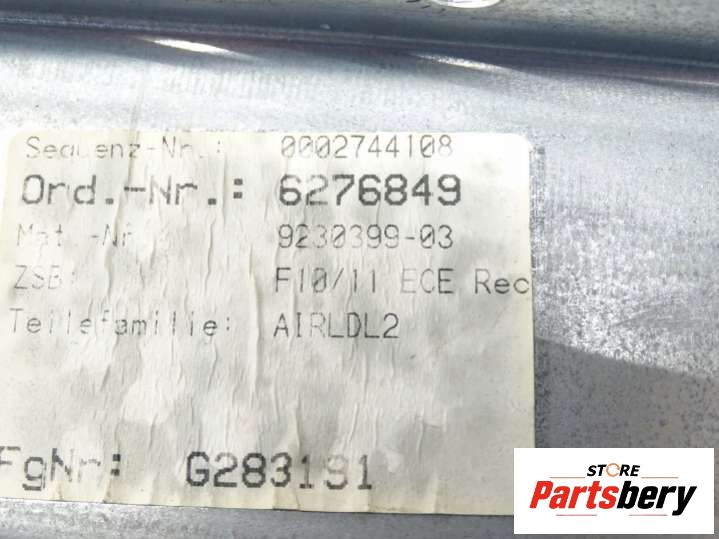 Sequenz-Nr.: 0002744108
Ord.-Nr.: 6276849
Mat.-Nr 9230399-03
ZSB: F10/11 ECE Rec
Teilefamilie: AIRLDL2
FgNr: G283191
STORE
Partsbery